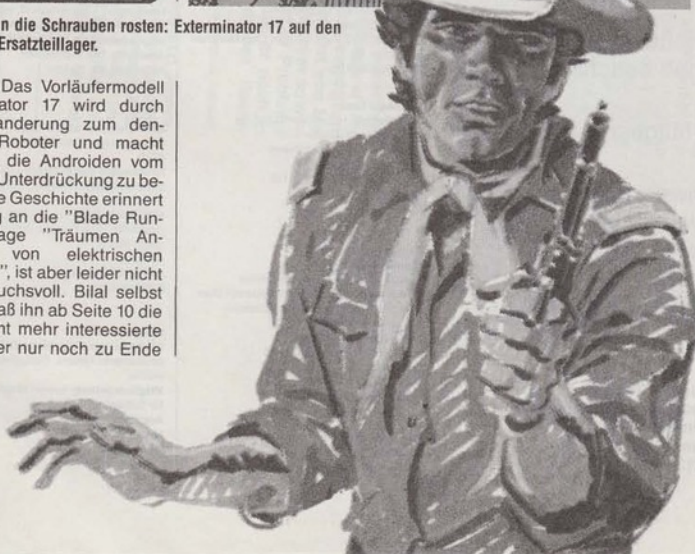 n die Schrauben rosten: Exterminator 17 auf den
Ersatzteillager.
Das Vorläufermodell
ator 17 wird durch
anderung zum den-
Roboter und macht
die Androiden vom
Unterdrückung zu be-
e Geschichte erinnert
g an die "Blade Run-
age "Träumen An-
von elektrischen
", ist aber leider nicht
uchsvoll. Bilal selbst
aß ihn ab Seite 10 die
ht mehr interessierte
er nur noch zu Ende